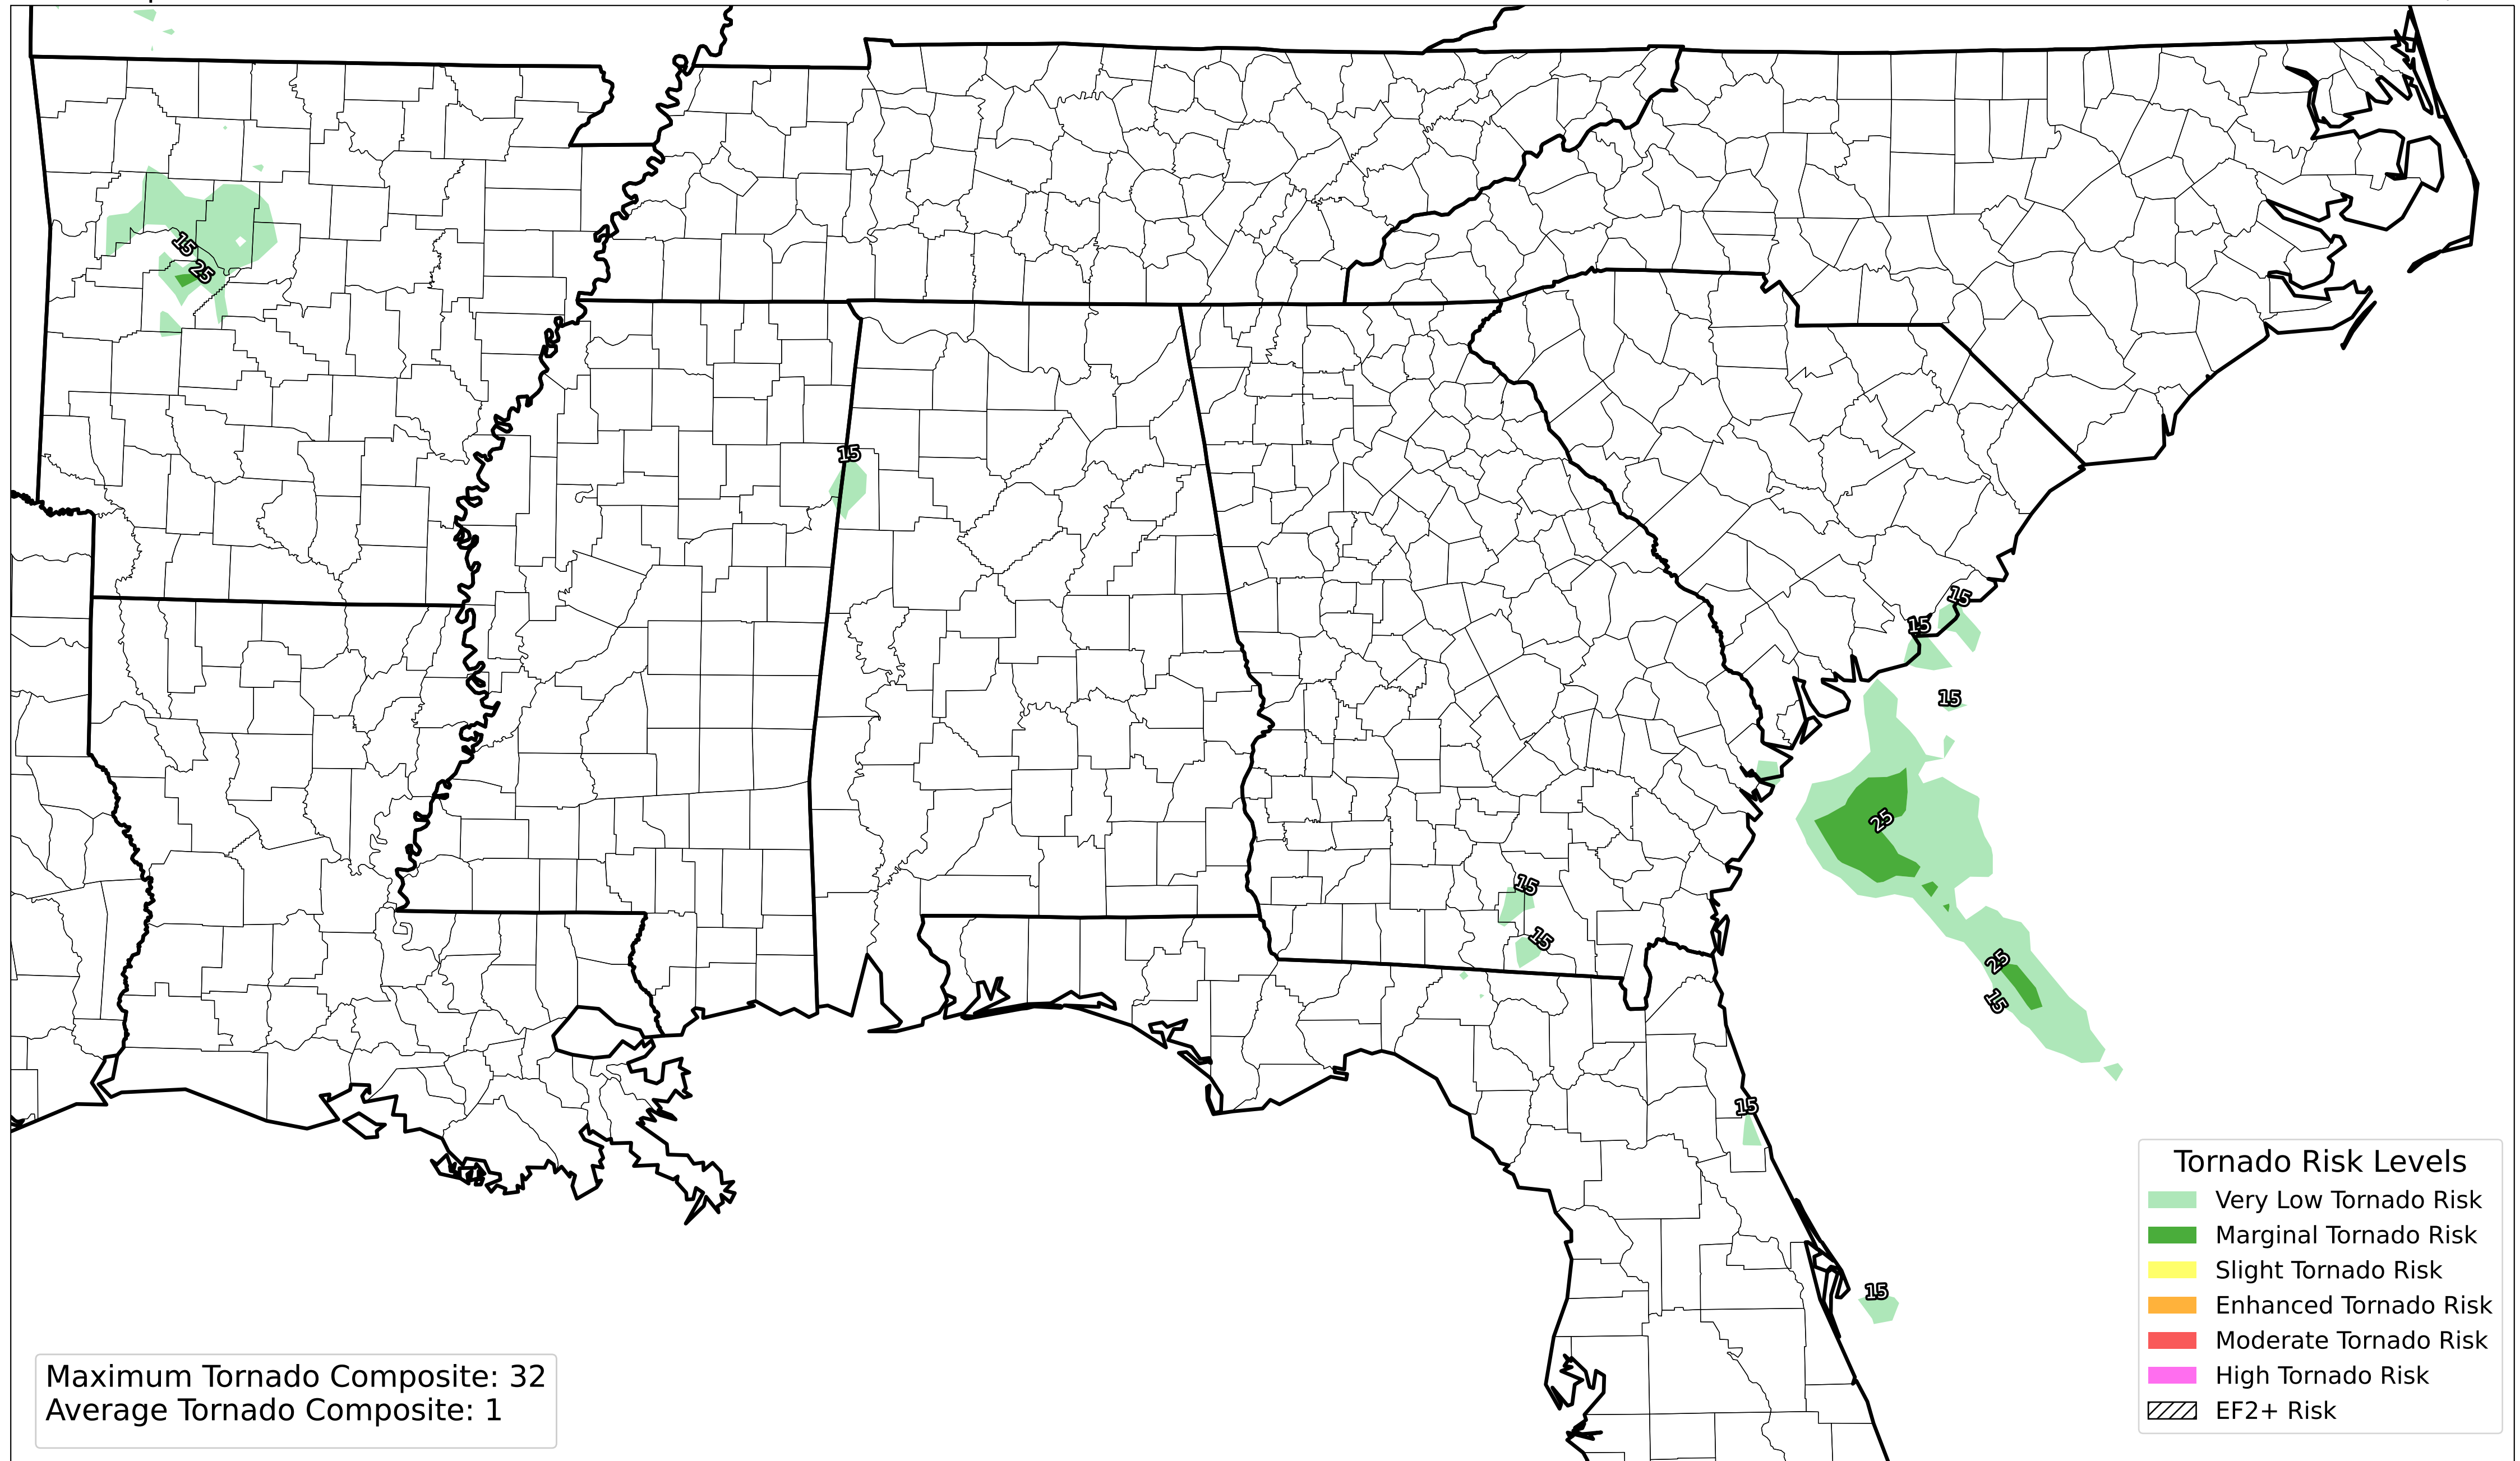 15
25
15
15
15
15
25
15
15
25
15
15
15
Tornado Risk Levels
Very Low Tornado Risk
Marginal Tornado Risk
Slight Tornado Risk
Enhanced Tornado Risk
Moderate Tornado Risk
High Tornado Risk
EF2+ Risk
Maximum Tornado Composite: 32
Average Tornado Composite: 1